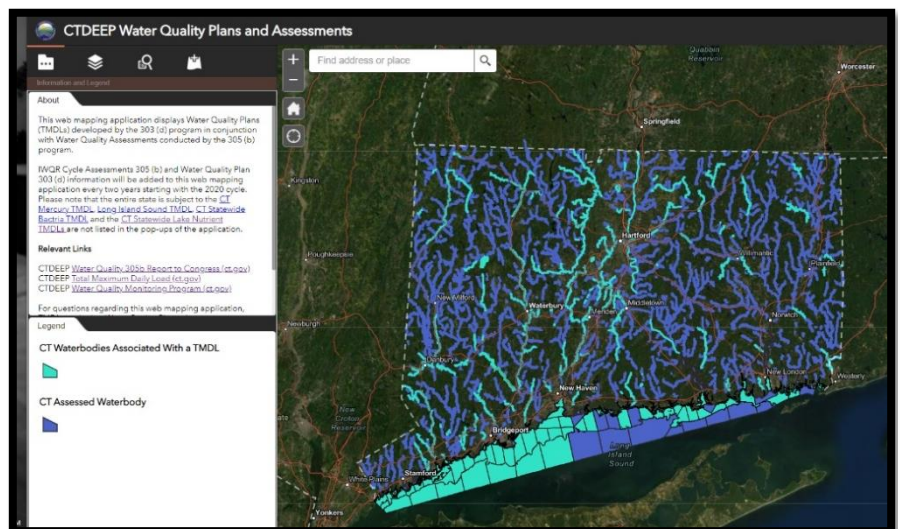 CTDEEP Water Quality Plans and Assessments
Information and Legend
About
This web mapping application displays Water Quality Plans
(TMDLs) developed by the 303 (d) program in conjunction
with Water Quality Assessments conducted by the 305 (b)
program.
IWQR Cycle Assessments 305 (b) and Water Quality Plan
303 (d) information will be added to this web mapping
application every two years starting with the 2020 cycle.
Please note that the entire state is subject to the CT
Mercury TMDL, Long Island Sound TMDL, CT Statewide
Bactria TMDL and the CT Statewide Lake Nutrient
TMDLs are not listed in the pop-ups of the application.
Relevant Links
CTDEEP Water Quality 305b Report to Congress (ct.gov)
CTDEEP Total Maximum Daily Load (ct.gov)
CTDEEP Water Quality Monitoring Program (ct.gov)
For questions regarding this web mapping application,
Legend
CT Waterbodies Associated With a TMDL
CT Assessed Waterbody
+
−
Find address or place
Quabbin
Reservoir
Worcester
Springfield
Kingston
Hartford
Poughkeepsie
Willimantic
Plainfield
New Milford
Waterbury
Middletown
Meriden
Newburgh
Norwich
Danbury
New London
Westerly
New Haven
New
Croton
Reservoir
Bridgeport
Long
Island
Sound
Stamford
White Plains
Yonkers